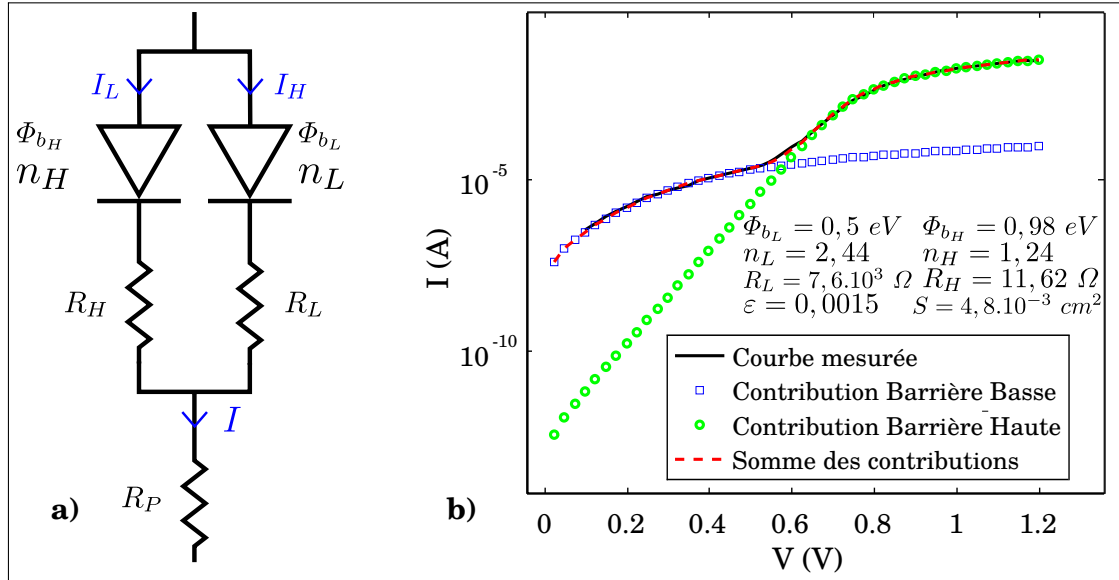 I_L I_H
Φ_{b_H} Φ_{b_L}
n_H n_L
R_H R_L
I
R_P
a)
I (A)
10^{-5}
10^{-10}
Φ_{b_L} = 0,5 eV Φ_{b_H} = 0,98 eV
n_L = 2,44 n_H = 1,24
R_L = 7,6.10^3 Ω R_H = 11,62 Ω
ε = 0,0015 S = 4,8.10^{-3} cm^2
Courbe mesurée
Contribution Barrière Basse
Contribution Barrière Haute
Somme des contributions
b)
0 0.2 0.4 0.6 0.8 1 1.2
V (V)